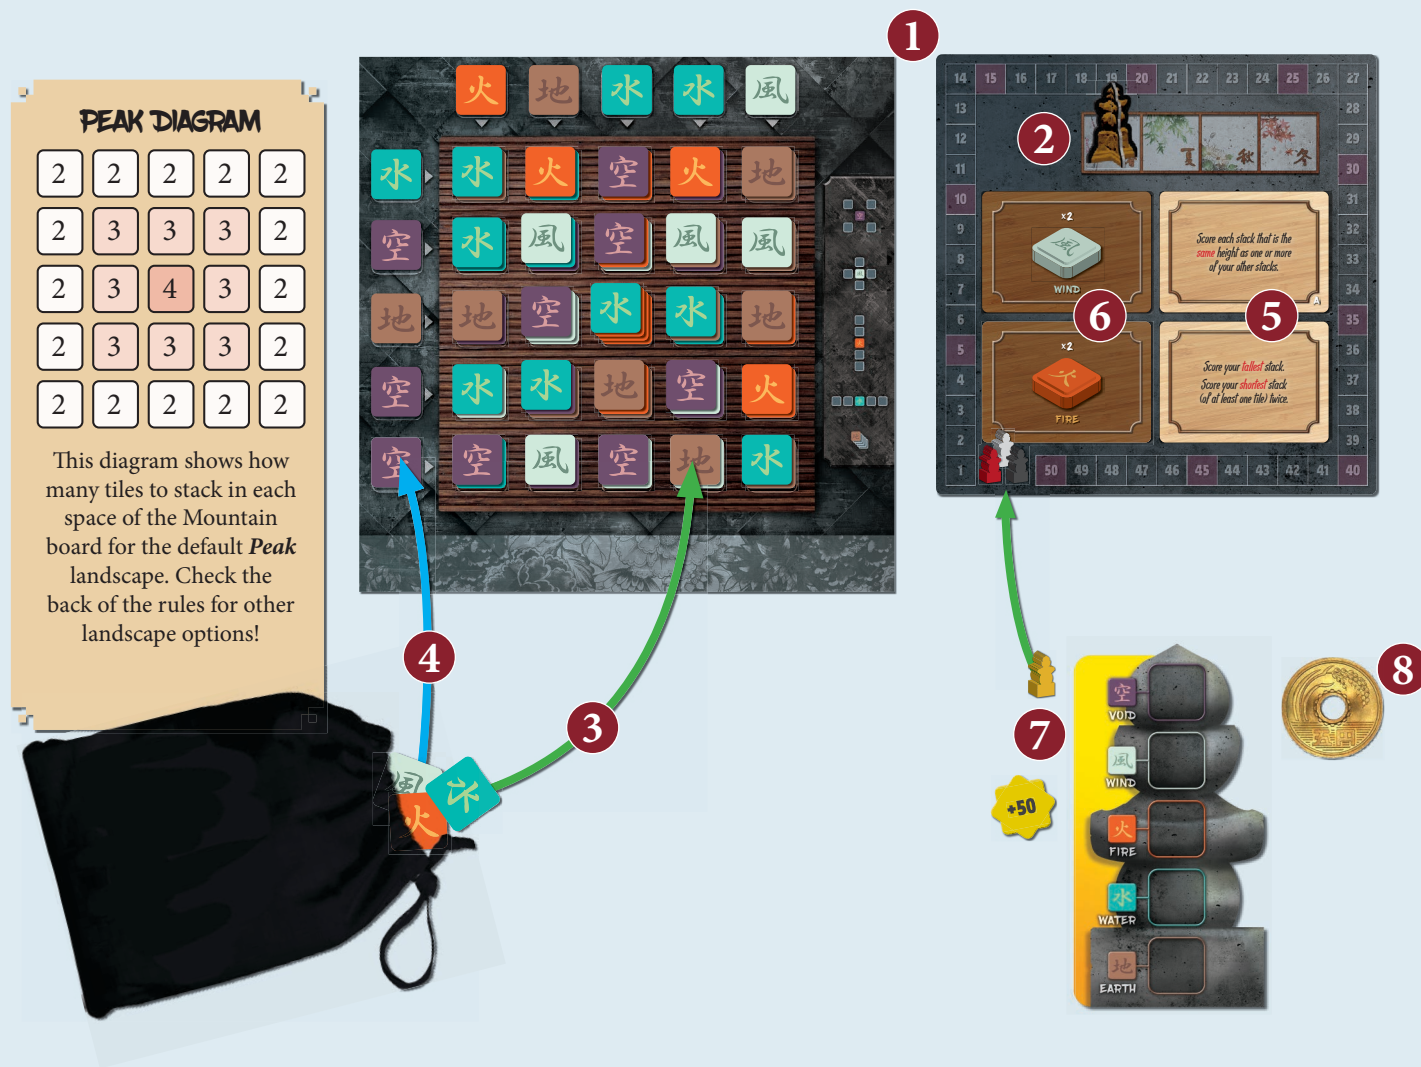 PEAK DIAGRAM
2 2 2 2 2
2 3 3 3 2
2 3 4 3 2
2 3 3 3 2
2 2 2 2 2
This diagram shows how
many tiles to stack in each
space of the Mountain
board for the default Peak
landscape. Check the
back of the rules for other
landscape options!
火 地 水 水 風
水 水 火 空 火 地
空 水 風 空 風 風
地 地 空 水 水 地
空 水 水 地 空 火
空 空 風 空 地 水
風
火
水
4
3
1
14 15 16 17 18 19 20 21 22 23 24 25 26 27
13 28
12 29
11 30
10 31
9 32
8 33
7 34
6 35
5 36
4 37
3 38
2 39
1 50 49 48 47 46 45 44 43 42 41 40
2
夏 秋 冬
x2
WIND
Score each stack that is the
same height as one or more
of your other stacks.
A
6
5
x2
FIRE
Score your tallest stack.
Score your shortest stack
(of at least one tile) twice.
7
+50
空
VOID
風
WIND
火
FIRE
水
WATER
地
EARTH
8
五円